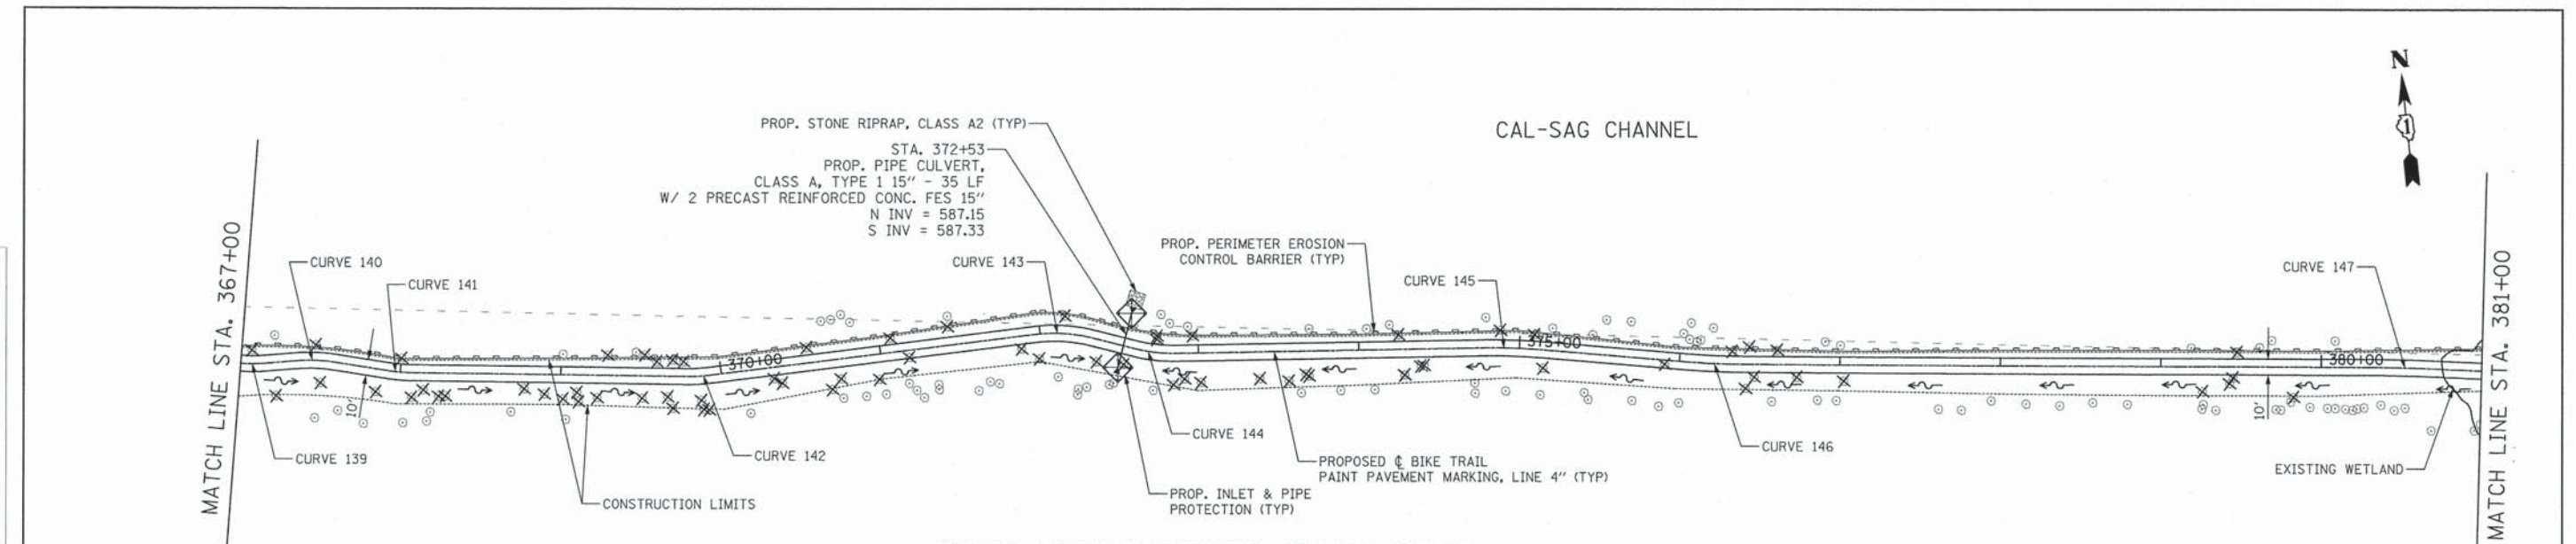 N
1
CAL-SAG CHANNEL
PROP. STONE RIPRAP, CLASS A2 (TYP)
STA. 372+53
PROP. PIPE CULVERT,
CLASS A, TYPE 1 15" - 35 LF
W/ 2 PRECAST REINFORCED CONC. FES 15"
N INV = 587.15
S INV = 587.33
MATCH LINE STA. 367+00
CURVE 140
CURVE 141
CURVE 143
PROP. PERIMETER EROSION
CONTROL BARRIER (TYP)
CURVE 145
CURVE 147
MATCH LINE STA. 381+00
370+00
375+00
380+00
10'
10'
CURVE 139
CURVE 142
CURVE 144
CURVE 146
CONSTRUCTION LIMITS
PROPOSED ℄ BIKE TRAIL
PAINT PAVEMENT MARKING, LINE 4" (TYP)
PROP. INLET & PIPE
PROTECTION (TYP)
EXISTING WETLAND